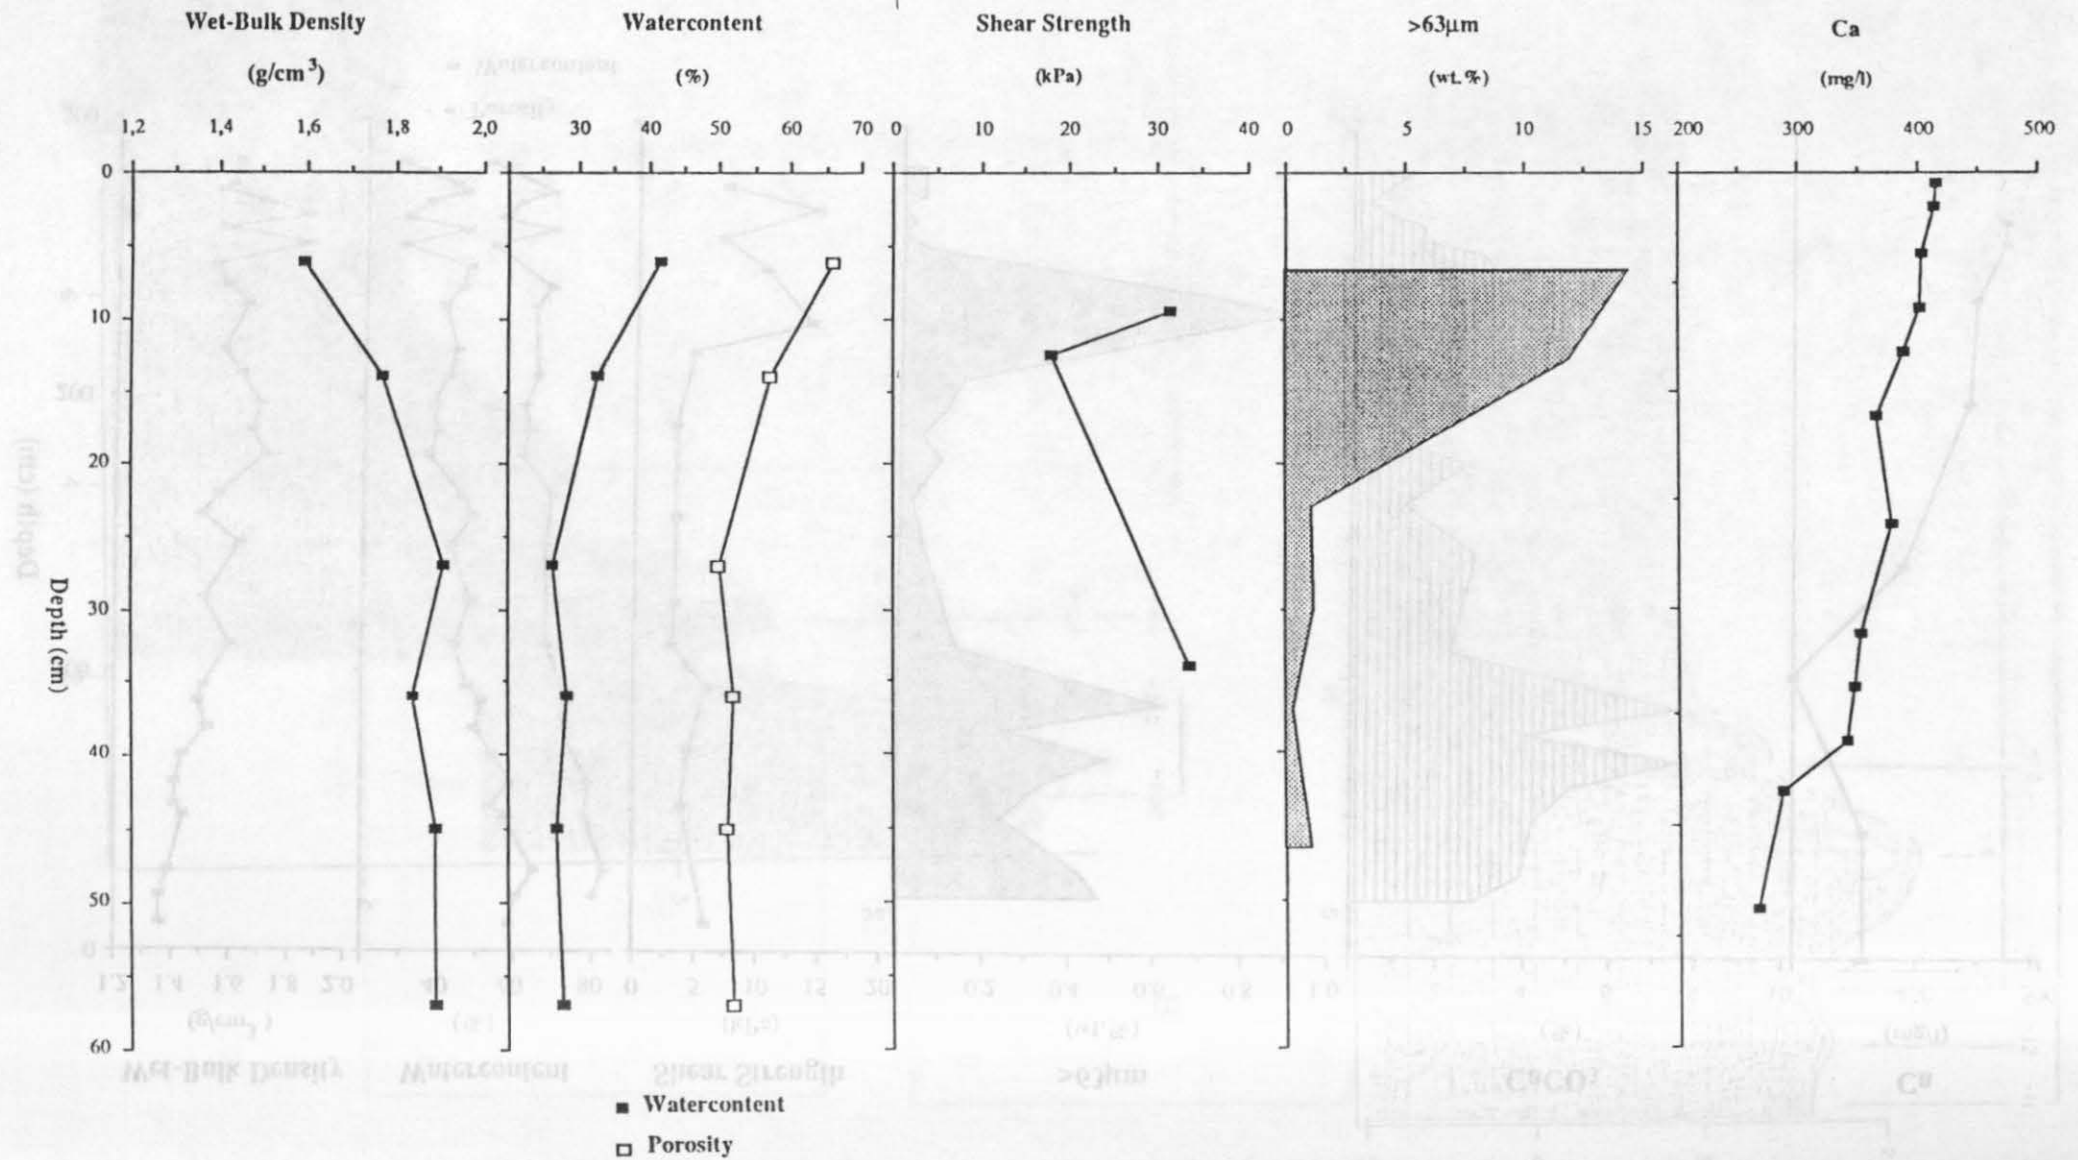 Wet-Bulk Density Watercontent Shear Strength >63μm Ca
(g/cm³) (%) (kPa) (wt.%) (mg/l)
1,2 1,4 1,6 1,8 2,0 30 40 50 60 70 0 10 20 30 40 0 5 10 15 200 300 400 500
0
10
20
30
40
50
60
Depth (cm)
■ Watercontent
□ Porosity